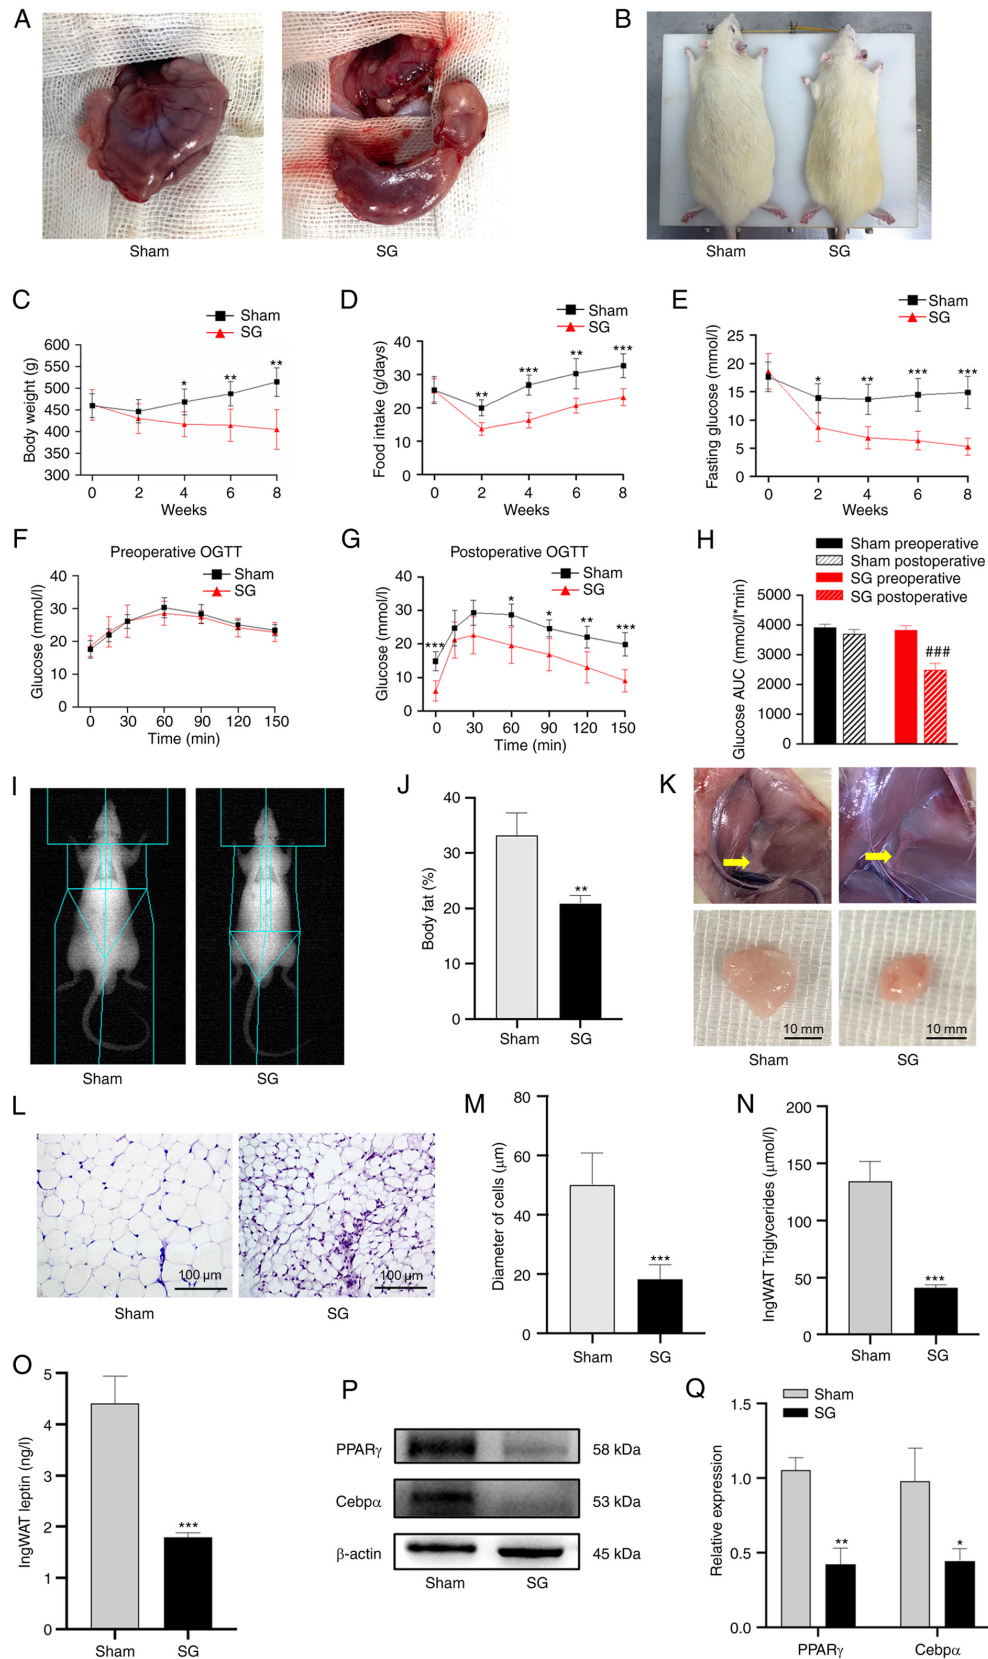 A
Sham
SG
B
Sham
SG
C
Sham
SG
Body weight (g)
600
550
500
450
400
350
300
*
**
**
0
2
4
6
8
Weeks
D
Sham
SG
Food intake (g/days)
40
30
20
10
0
**
***
**
***
0
2
4
6
8
Weeks
E
Sham
SG
Fasting glucose (mmol/l)
25
20
15
10
5
0
*
**
***
***
0
2
4
6
8
Weeks
F
Preoperative OGTT
Sham
SG
Glucose (mmol/l)
40
30
20
10
0
0
30
60
90
120
150
Time (min)
G
Postoperative OGTT
Sham
SG
Glucose (mmol/l)
40
30
20
10
0
***
*
*
**
***
0
30
60
90
120
150
Time (min)
H
Sham preoperative
Sham postoperative
SG preoperative
SG postoperative
Glucose AUC (mmol/l*min)
5000
4000
3000
2000
1000
0
###
I
Sham
SG
J
Body fat (%)
40
30
20
10
0
**
Sham
SG
K
10 mm
10 mm
Sham
SG
L
100 µm
100 µm
Sham
SG
M
Diameter of cells (µm)
80
60
40
20
0
***
Sham
SG
N
IngWAT Triglycerides (µmol/l)
200
150
100
50
0
***
Sham
SG
O
IngWAT leptin (ng/l)
5
4
3
2
1
0
***
Sham
SG
P
PPARγ
58 kDa
Cebpα
53 kDa
β-actin
45 kDa
Sham
SG
Q
Sham
SG
Relative expression
1.5
1.0
0.5
0.0
**
*
PPARγ
Cebpα